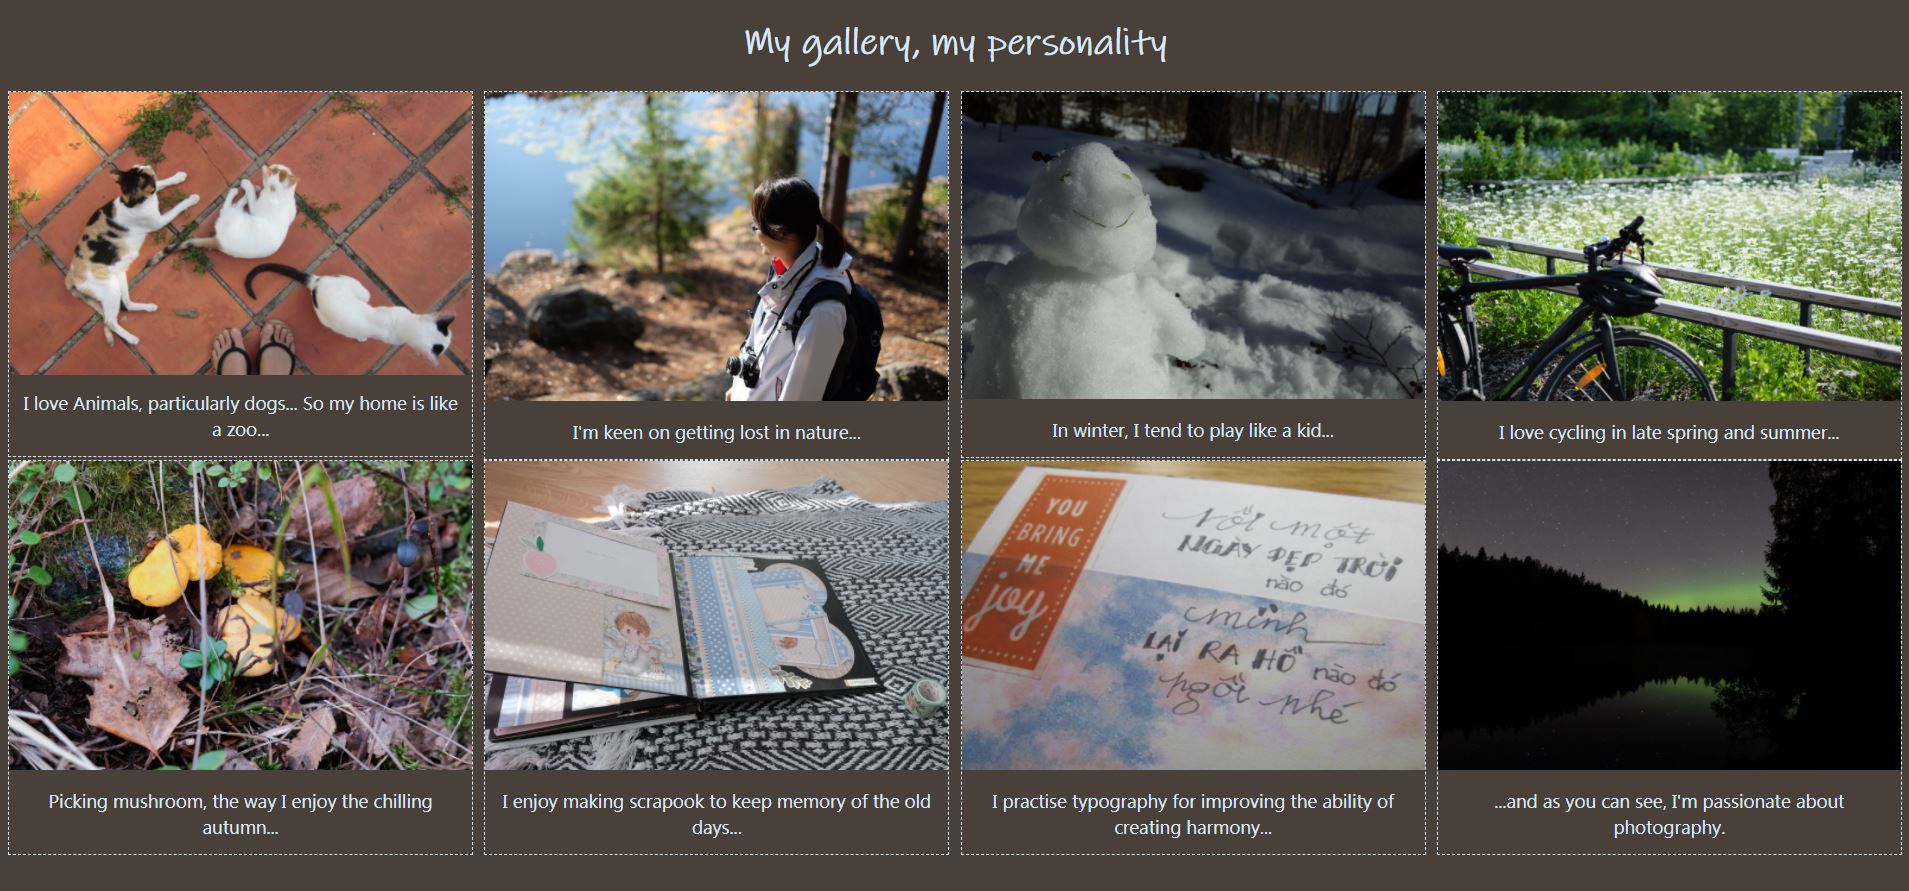 My gallery, my personality
I love Animals, particularly dogs... So my home is like
a zoo...
I'm keen on getting lost in nature...
In winter, I tend to play like a kid...
I love cycling in late spring and summer...
YOU
BRING
ME
joy
rồi một
NGÀY ĐẸP TRỜI
nào đó
mình
LẠI RA HỒ nào đó
ngồi nhé
Picking mushroom, the way I enjoy the chilling
autumn...
I enjoy making scrapook to keep memory of the old
days...
I practise typography for improving the ability of
creating harmony...
...and as you can see, I'm passionate about
photography.